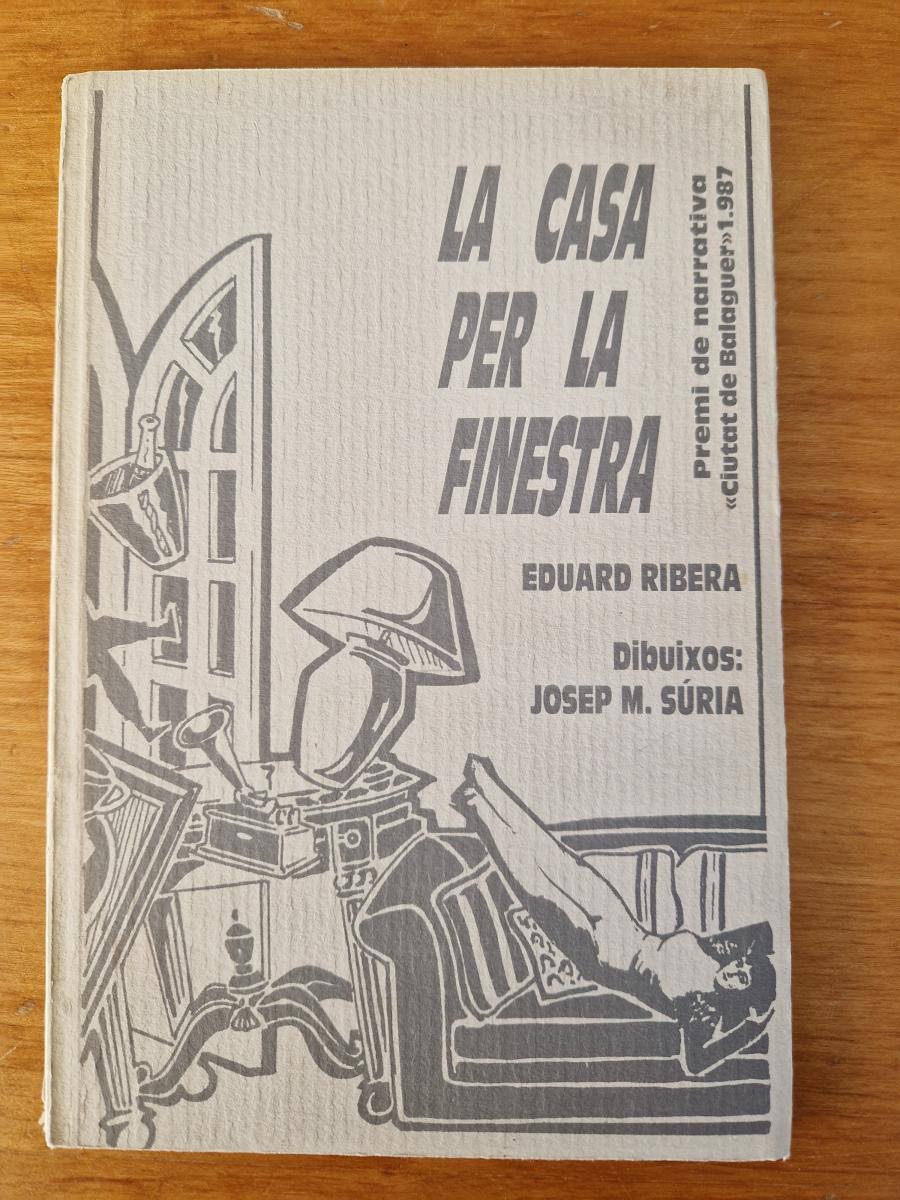 LA CASA
PER LA
FINESTRA
Premi de narrativa
«Ciutat de Balaguer»1.987
EDUARD RIBERA
Dibuixos:
JOSEP M. SÚRIA